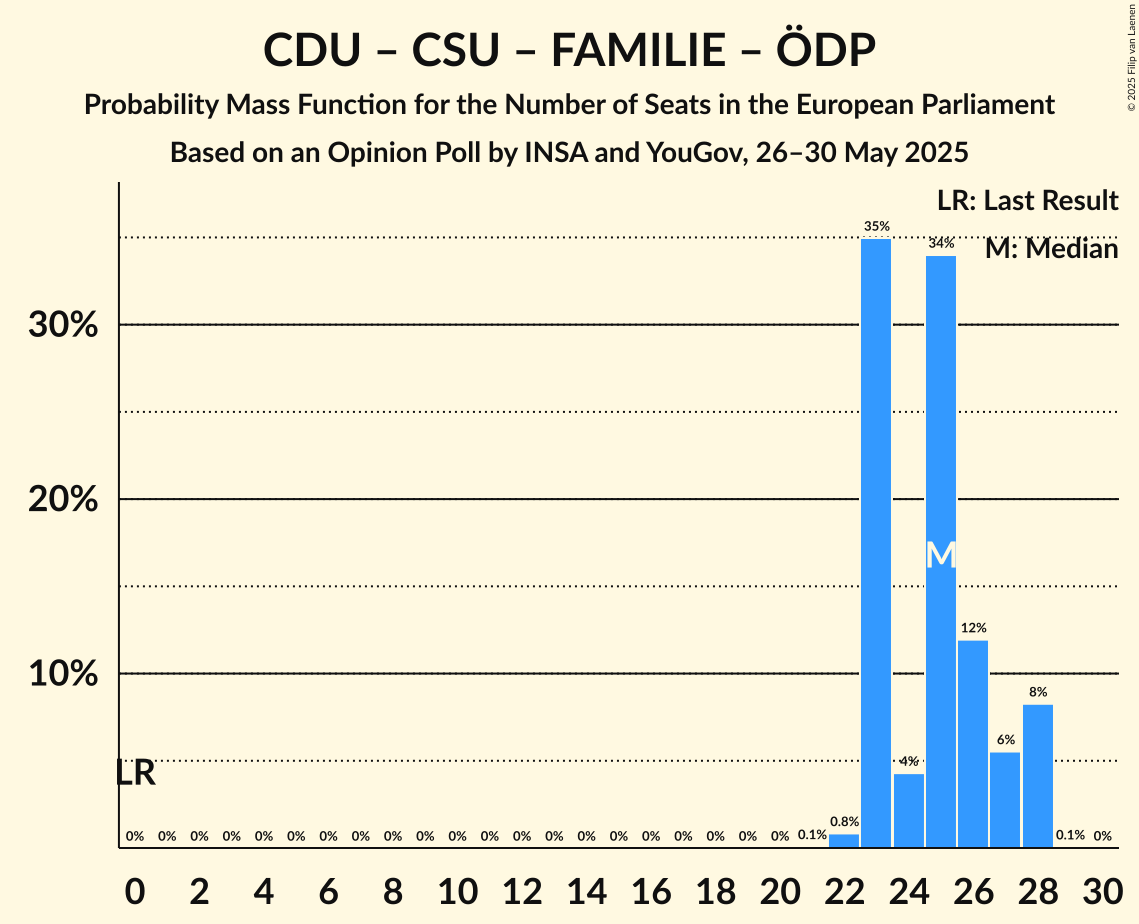 CDU – CSU – FAMILIE – ÖDP
Probability Mass Function for the Number of Seats in the European Parliament
Based on an Opinion Poll by INSA and YouGov, 26–30 May 2025
© 2025 Filip van Laenen
LR: Last Result
M: Median
35%
34%
30%
20%
M
12%
10%
8%
6%
4%
LR
0% 0% 0% 0% 0% 0% 0% 0% 0% 0% 0% 0% 0% 0% 0% 0% 0% 0% 0% 0% 0% 0.1% 0.8% 0.1% 0%
0 2 4 6 8 10 12 14 16 18 20 22 24 26 28 30